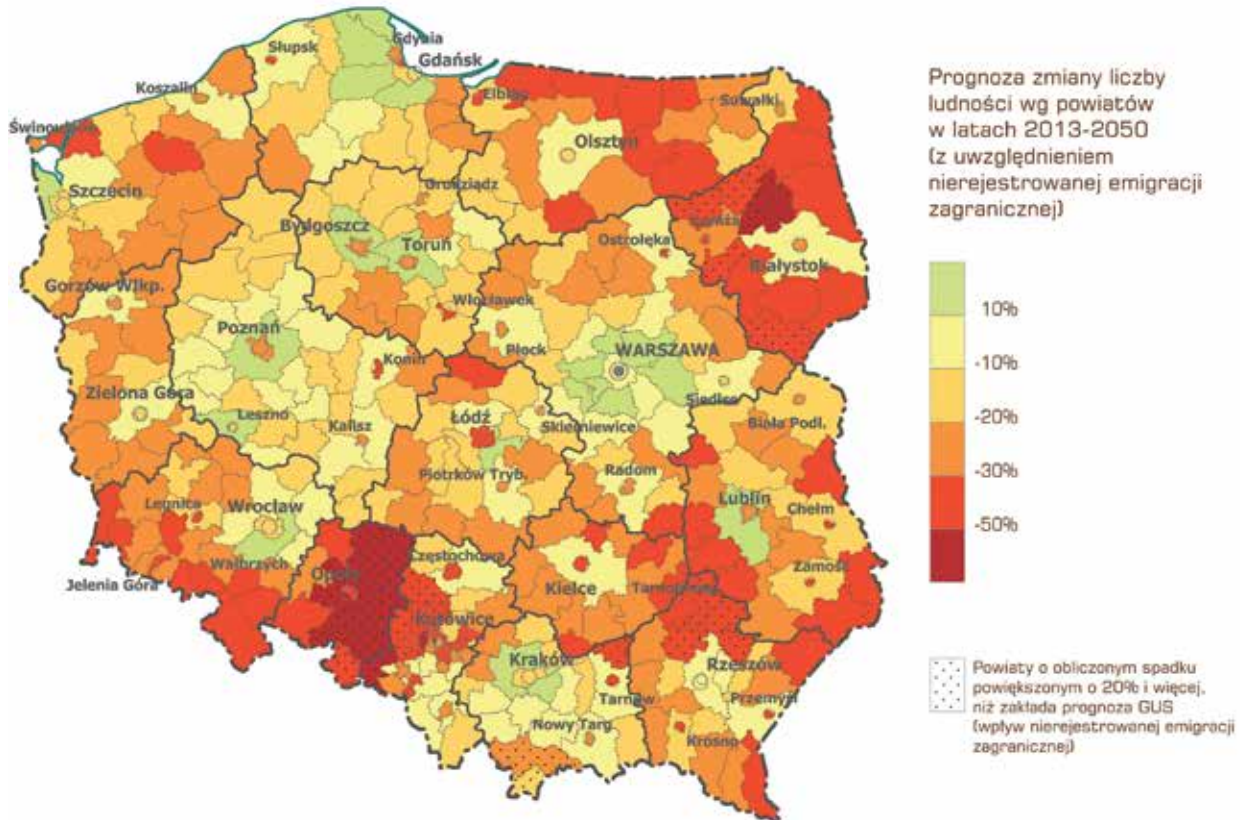 Gdynia
Słupsk
Gdańsk
Koszalin
Elbląg
Suwałki
Świnoujście
Olsztyn
Szczecin
Grudziądz
Bydgoszcz
Toruń
Ostrołęka
Łomża
Białystok
Gorzów Wlkp.
Włocławek
Poznań
Płock
WARSZAWA
Konin
Siedlce
Zielona Góra
Leszno
Kalisz
Łódź
Skierniewice
Biała Podl.
Piotrków Tryb.
Radom
Lublin
Legnica
Wrocław
Chełm
Wałbrzych
Częstochowa
Jelenia Góra
Opole
Kielce
Tarnobrzeg
Zamość
Katowice
Kraków
Rzeszów
Tarnów
Przemyśl
Nowy Targ
Krosno
Prognoza zmiany liczby
ludności wg powiatów
w latach 2013-2050
(z uwzględnieniem
nierejestrowanej emigracji
zagranicznej)
10%
-10%
-20%
-30%
-50%
Powiaty o obliczonym spadku
powiększonym o 20% i więcej,
niż zakłada prognoza GUS
(wpływ nierejestrowanej emigracji
zagranicznej)